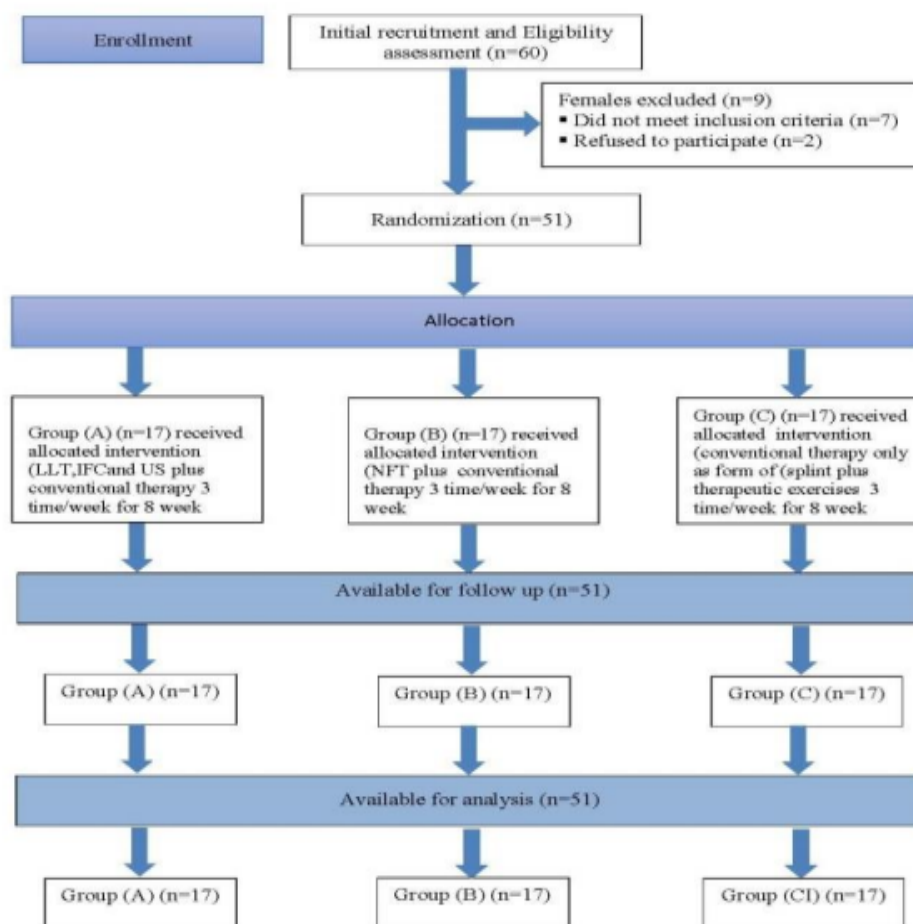 Enrollment
Initial recruitment and Eligibility
assessment (n=60)
Females excluded (n=9)
▪ Did not meet inclusion criteria (n=7)
▪ Refused to participate (n=2)
Randomization (n=51)
Allocation
Group (A) (n=17) received
allocated intervention
(LLT,IFCand US plus
conventional therapy 3
time/week for 8 week
Group (B) (n=17) received
allocated intervention
(NFT plus conventional
therapy 3 time/week for 8
week
Group (C) (n=17) received
allocated intervention
(conventional therapy only
as form of (splint plus
therapeutic exercises 3
time/week for 8 week
Available for follow up (n=51)
Group (A) (n=17)
Group (B) (n=17)
Group (C) (n=17)
Available for analysis (n=51)
Group (A) (n=17)
Group (B) (n=17)
Group (CI) (n=17)